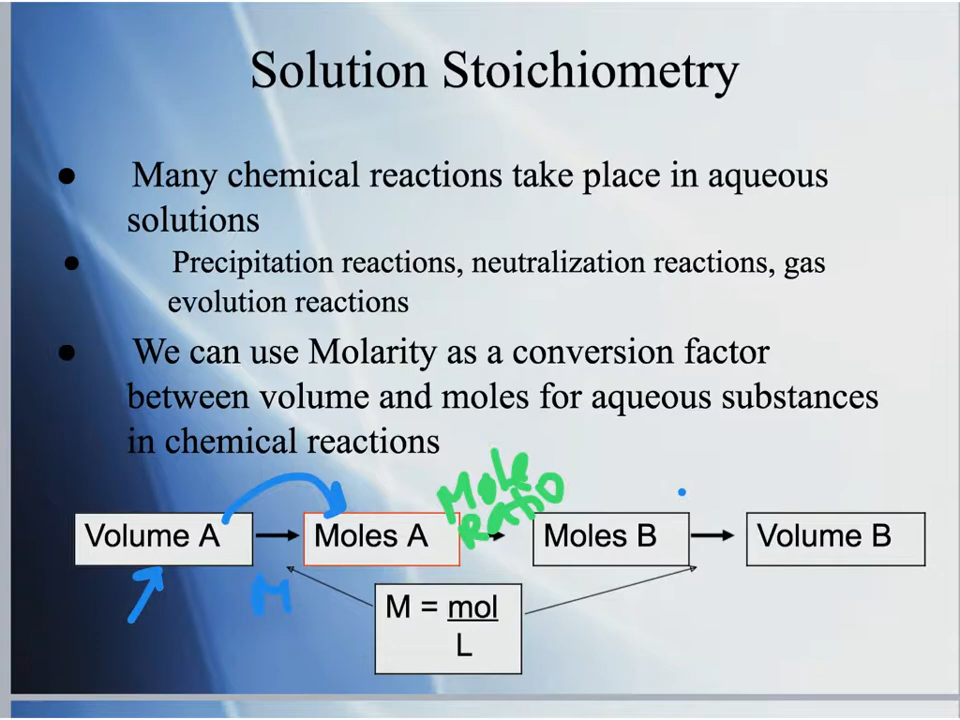 Solution Stoichiometry
● Many chemical reactions take place in aqueous
solutions
● Precipitation reactions, neutralization reactions, gas
evolution reactions
● We can use Molarity as a conversion factor
between volume and moles for aqueous substances
in chemical reactions
Mole
RATIO
Volume A
Moles A
Moles B
Volume B
M
M = mol
L